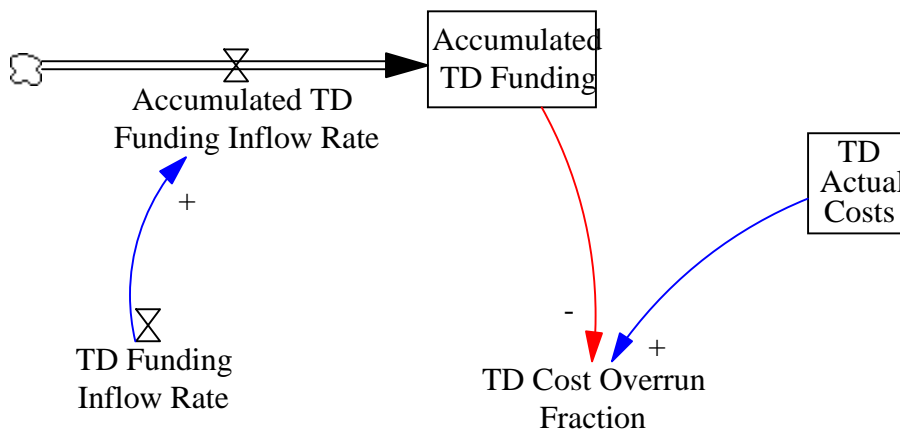 Accumulated
TD Funding
Accumulated TD
Funding Inflow Rate
TD
Actual
Costs
+
-
+
TD Funding
Inflow Rate
TD Cost Overrun
Fraction